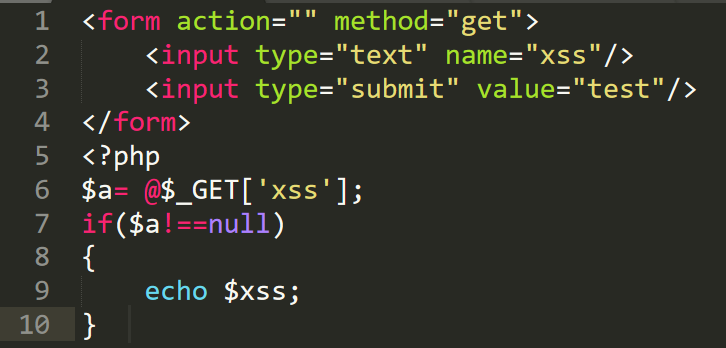 1 <form action="" method="get">
2     <input type="text" name="xss"/>
3     <input type="submit" value="test"/>
4 </form>
5 <?php
6 $a= @$_GET['xss'];
7 if($a!==null)
8 {
9     echo $xss;
10 }